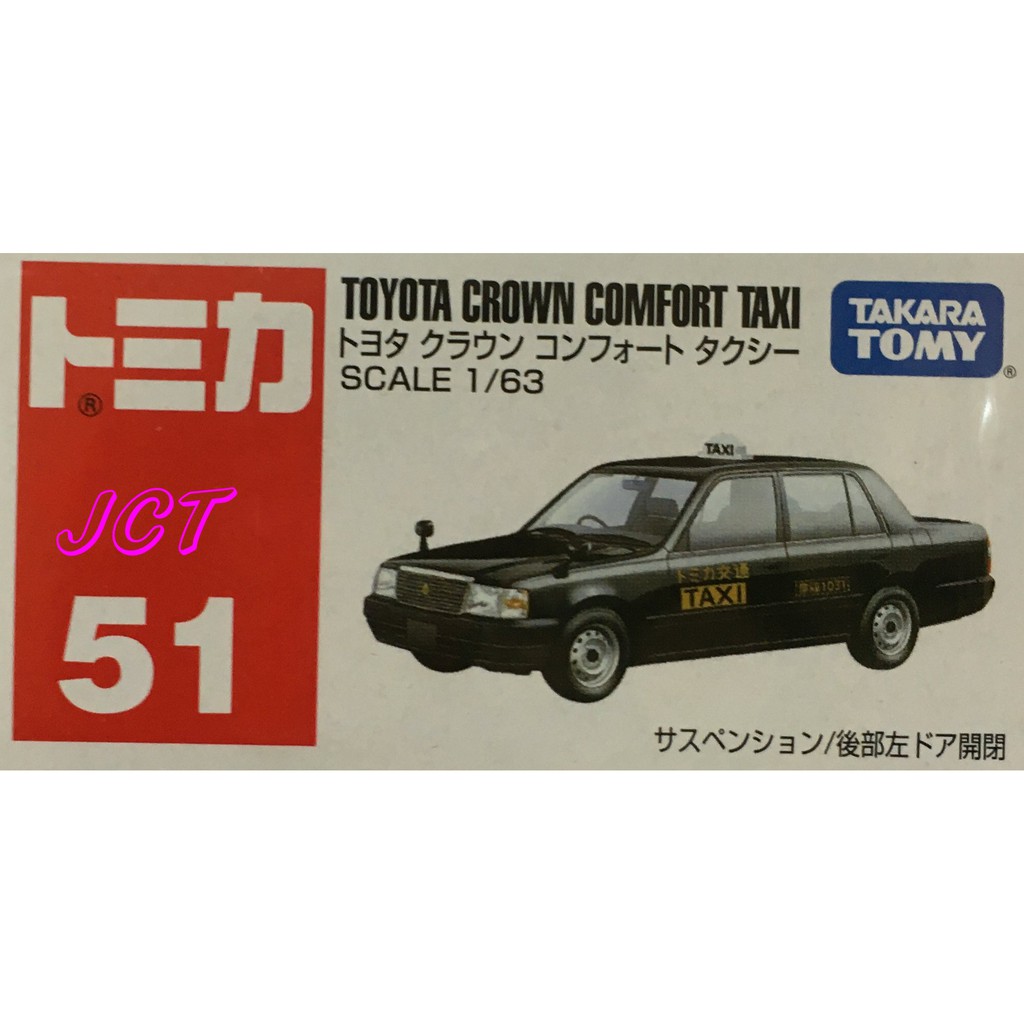 トミカ
®
JCT
51
TOYOTA CROWN COMFORT TAXI
トヨタ クラウン コンフォート タクシー
SCALE 1/63
TAKARA
TOMY
®
TAXI
トミカ交通
TAXI
サスペンション/後部左ドア開閉